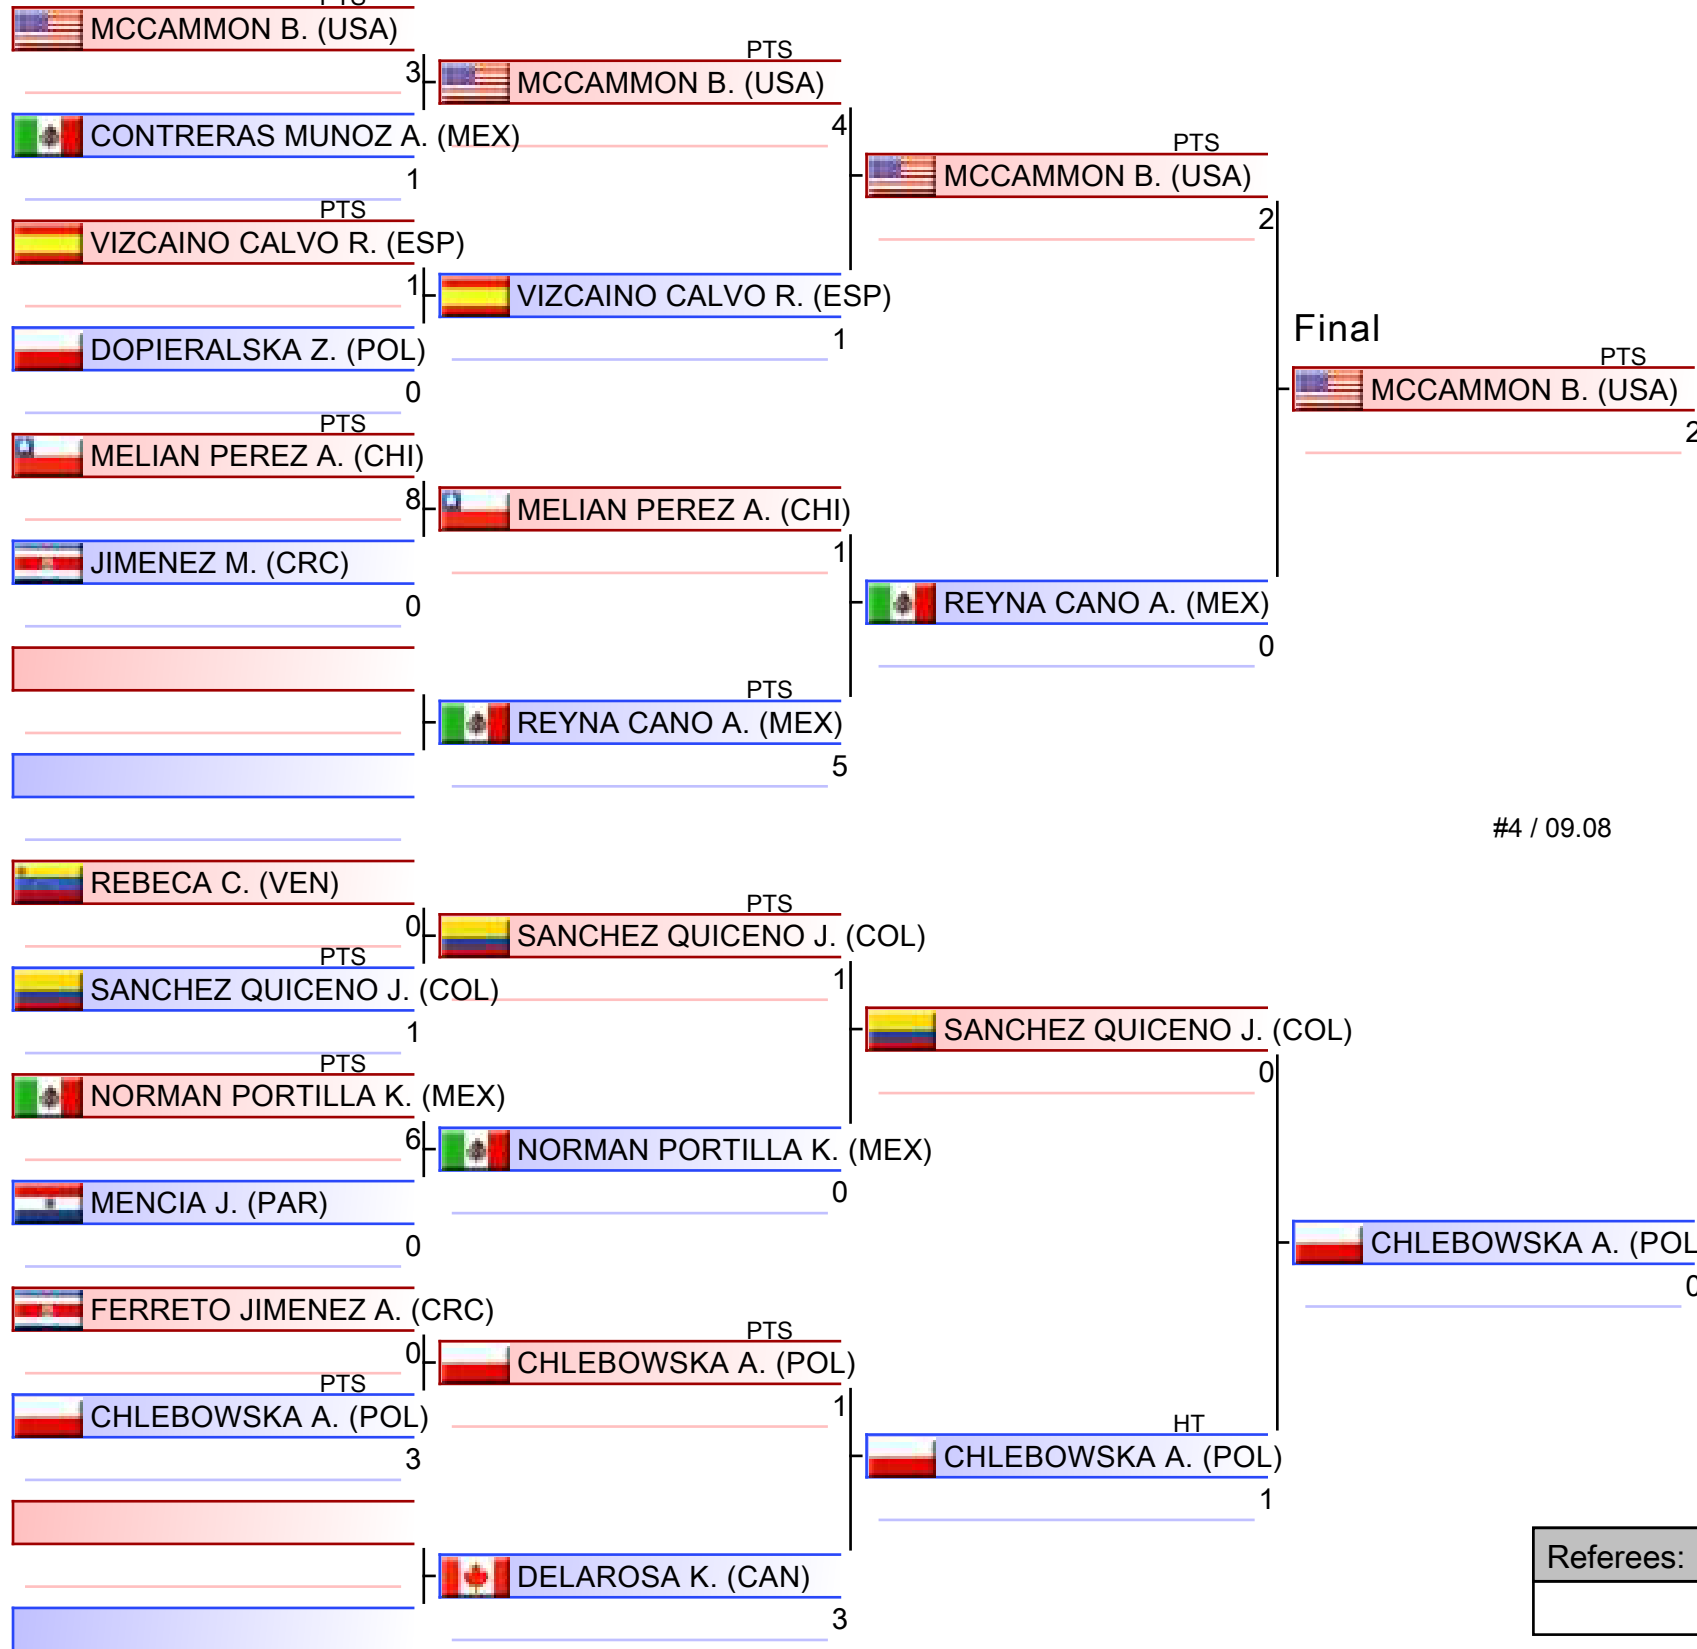 PTS
MCCAMMON B. (USA)
3
CONTRERAS MUNOZ A. (MEX)
1
PTS
VIZCAINO CALVO R. (ESP)
1
DOPIERALSKA Z. (POL)
0
PTS
MELIAN PEREZ A. (CHI)
8
JIMENEZ M. (CRC)
0
REBECA C. (VEN)
0
PTS
SANCHEZ QUICENO J. (COL)
1
PTS
NORMAN PORTILLA K. (MEX)
6
MENCIA J. (PAR)
0
FERRETO JIMENEZ A. (CRC)
0
PTS
CHLEBOWSKA A. (POL)
3
PTS
MCCAMMON B. (USA)
4
VIZCAINO CALVO R. (ESP)
1
MELIAN PEREZ A. (CHI)
1
PTS
REYNA CANO A. (MEX)
5
PTS
SANCHEZ QUICENO J. (COL)
1
NORMAN PORTILLA K. (MEX)
0
PTS
CHLEBOWSKA A. (POL)
1
DELAROSA K. (CAN)
3
PTS
MCCAMMON B. (USA)
2
REYNA CANO A. (MEX)
0
SANCHEZ QUICENO J. (COL)
0
HT
CHLEBOWSKA A. (POL)
1
Final
PTS
MCCAMMON B. (USA)
2
#4 / 09.08
CHLEBOWSKA A. (POL
0
Referees: